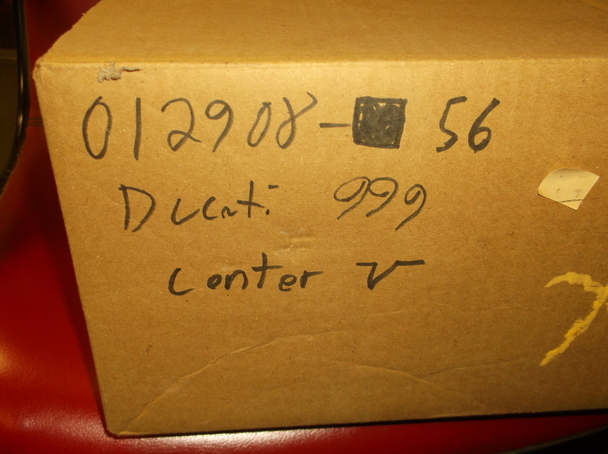 012908- 56
Ducati 999
Center V